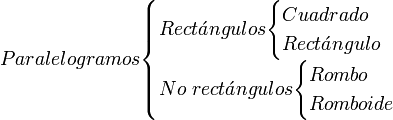 Paralelogramos
Rectángulos
Cuadrado
Rectángulo
No rectángulos
Rombo
Romboide